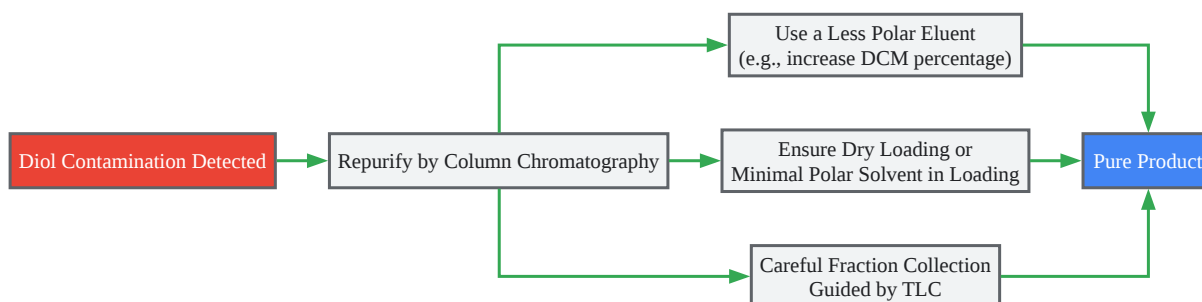 Use a Less Polar Eluent
(e.g., increase DCM percentage)
Diol Contamination Detected
Repurify by Column Chromatography
Ensure Dry Loading or
Minimal Polar Solvent in Loading
Pure Product
Careful Fraction Collection
Guided by TLC